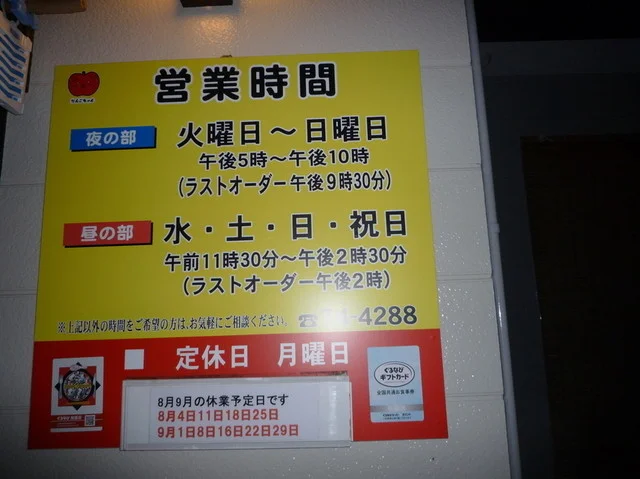 営業時間
夜の部
火曜日～日曜日
午後5時～午後10時
(ラストオーダー午後9時30分)
昼の部
水・土・日・祝日
午前11時30分～午後2時30分
(ラストオーダー午後2時)
※上記以外の時間をご希望の方は、お気軽にご相談ください。 ☎ -4288
定休日 月曜日
8月9月の休業予定日です
8月4日11日18日25日
9月1日8日16日22日29日
ぐるなび
ギフトカード
全国共通お食事券